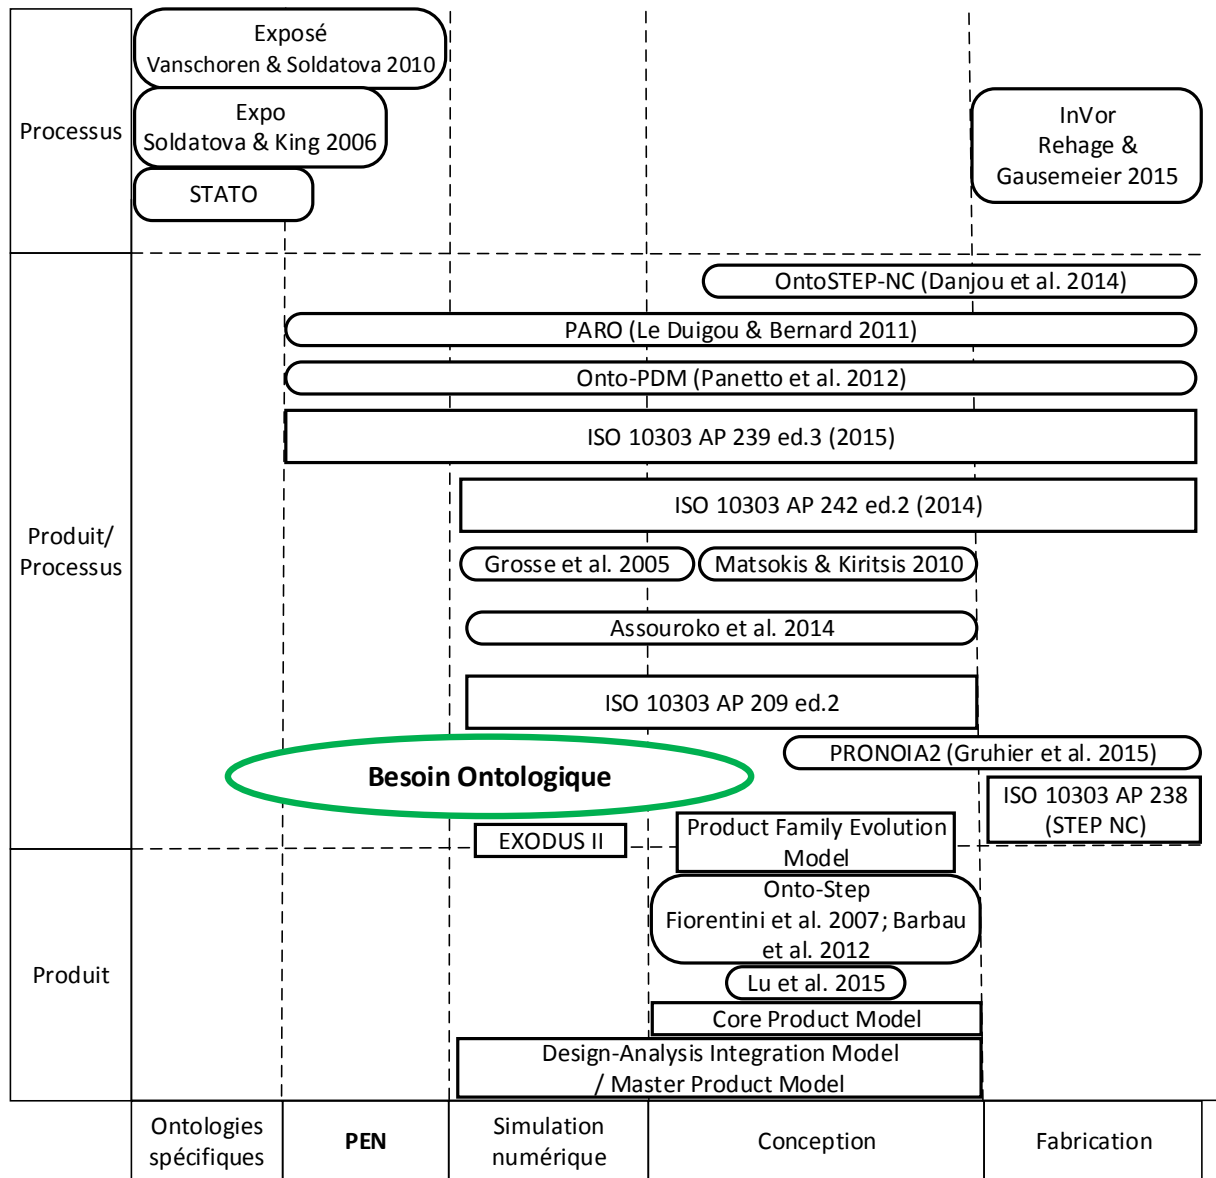 Exposé
Vanschoren & Soldatova 2010
Expo
Soldatova & King 2006
STATO
Processus
InVor
Rehage &
Gausemeier 2015
OntoSTEP-NC (Danjou et al. 2014)
PARO (Le Duigou & Bernard 2011)
Onto-PDM (Panetto et al. 2012)
ISO 10303 AP 239 ed.3 (2015)
ISO 10303 AP 242 ed.2 (2014)
Produit/
Processus
Grosse et al. 2005
Matsokis & Kiritsis 2010
Assouroko et al. 2014
ISO 10303 AP 209 ed.2
PRONOIA2 (Gruhier et al. 2015)
Besoin Ontologique
ISO 10303 AP 238
(STEP NC)
EXODUS II
Product Family Evolution
Model
Onto-Step
Fiorentini et al. 2007; Barbau
et al. 2012
Produit
Lu et al. 2015
Core Product Model
Design-Analysis Integration Model
/ Master Product Model
Ontologies
spécifiques
PEN
Simulation
numérique
Conception
Fabrication